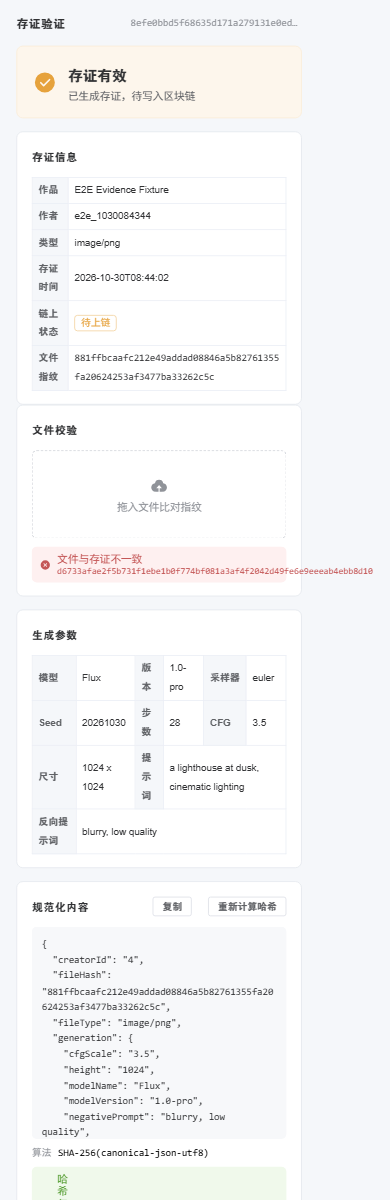 存证验证 8efe0bbd5f68635d171a279131e0ed…
存证有效
已生成存证，待写入区块链
存证信息
作品 E2E Evidence Fixture
作者 e2e_1030084344
类型 image/png
存证时间 2026-10-30T08:44:02
链上状态 待上链
文件指纹 881ffbcaafc212e49addad08846a5b82761355
fa20624253af3477ba33262c5c
文件校验
拖入文件比对指纹
文件与存证不一致
d6733afae2f5b731f1ebe1b0f774bf081a3af4f2042d49fe6e9eeeab4ebb8d10
生成参数
模型 Flux 版本 1.0-pro 采样器 euler
Seed 20261030 步数 28 CFG 3.5
尺寸 1024 x 1024 提示词 a lighthouse at dusk, cinematic lighting
反向提示词 blurry, low quality
规范化内容 复制 重新计算哈希
{
"creatorId": "4",
"fileHash":
"881ffbcaafc212e49addad08846a5b82761355fa20
624253af3477ba33262c5c",
"fileType": "image/png",
"generation": {
"cfgScale": "3.5",
"height": "1024",
"modelName": "Flux",
"modelVersion": "1.0-pro",
"negativePrompt": "blurry, low
quality",
算法 SHA-256(canonical-json-utf8)
哈
希